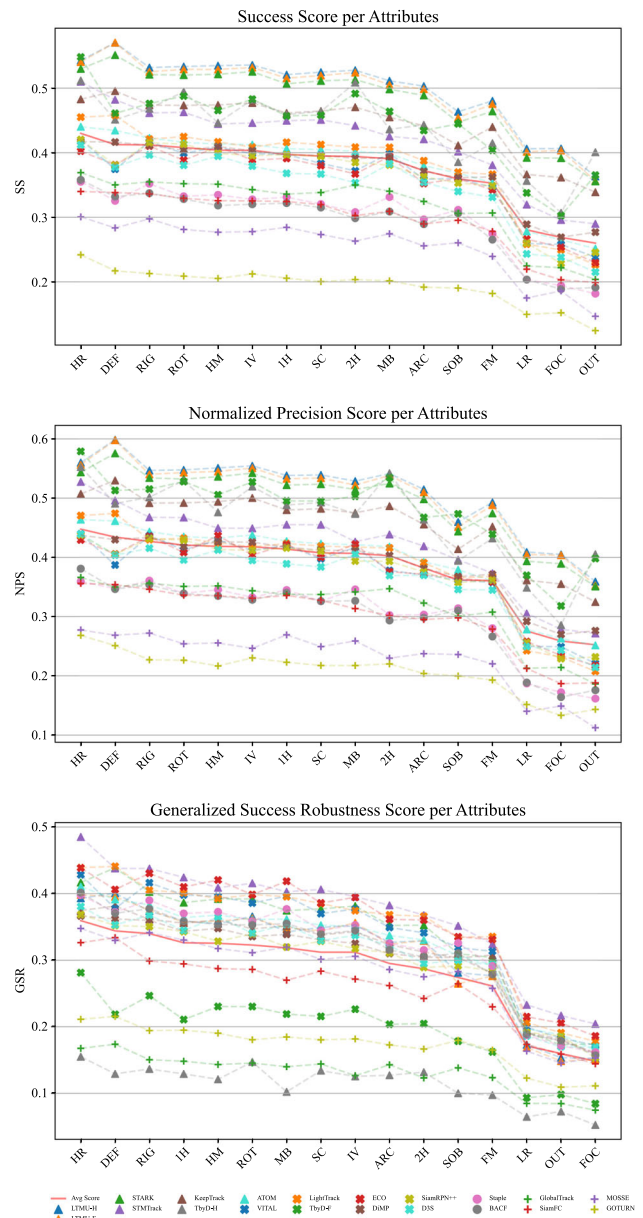 Success Score per Attributes
SS
0.5
0.4
0.3
0.2
HR DEF RIG ROT HM IV 1H SC 2H MB ARC SOB FM LR FOC OUT
Normalized Precision Score per Attributes
NPS
0.6
0.5
0.4
0.3
0.2
0.1
HR DEF RIG ROT HM IV 1H SC MB 2H ARC SOB FM LR FOC OUT
Generalized Success Robustness Score per Attributes
GSR
0.5
0.4
0.3
0.2
0.1
HR DEF RIG 1H HM ROT MB SC IV ARC 2H SOB FM LR OUT FOC
Avg Score STARK KeepTrack ATOM LightTrack ECO SiamRPN++ Staple GlobalTrack MOSSE
LTMU-H STMTrack TbyD-H VITAL TbyD-F DiMP D3S BACF SiamFC GOTURN